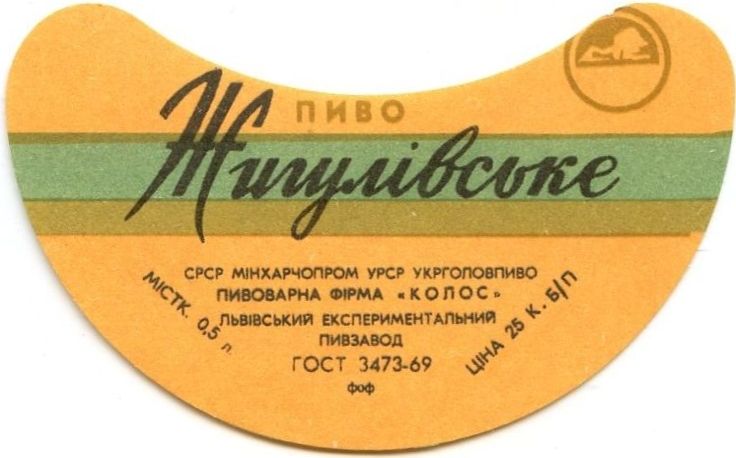 ПИВО
Жигулівське
СРСР МІНХАРЧОПРОМ УРСР УКРГОЛОВПИВО
ПИВОВАРНА ФІРМА «КОЛОС»
ЛЬВІВСЬКИЙ ЕКСПЕРИМЕНТАЛЬНИЙ
ПИВЗАВОД
ГОСТ 3473-69
фоф
МІСТК. 0,5 л.
ЦІНА 25 К. Б/П